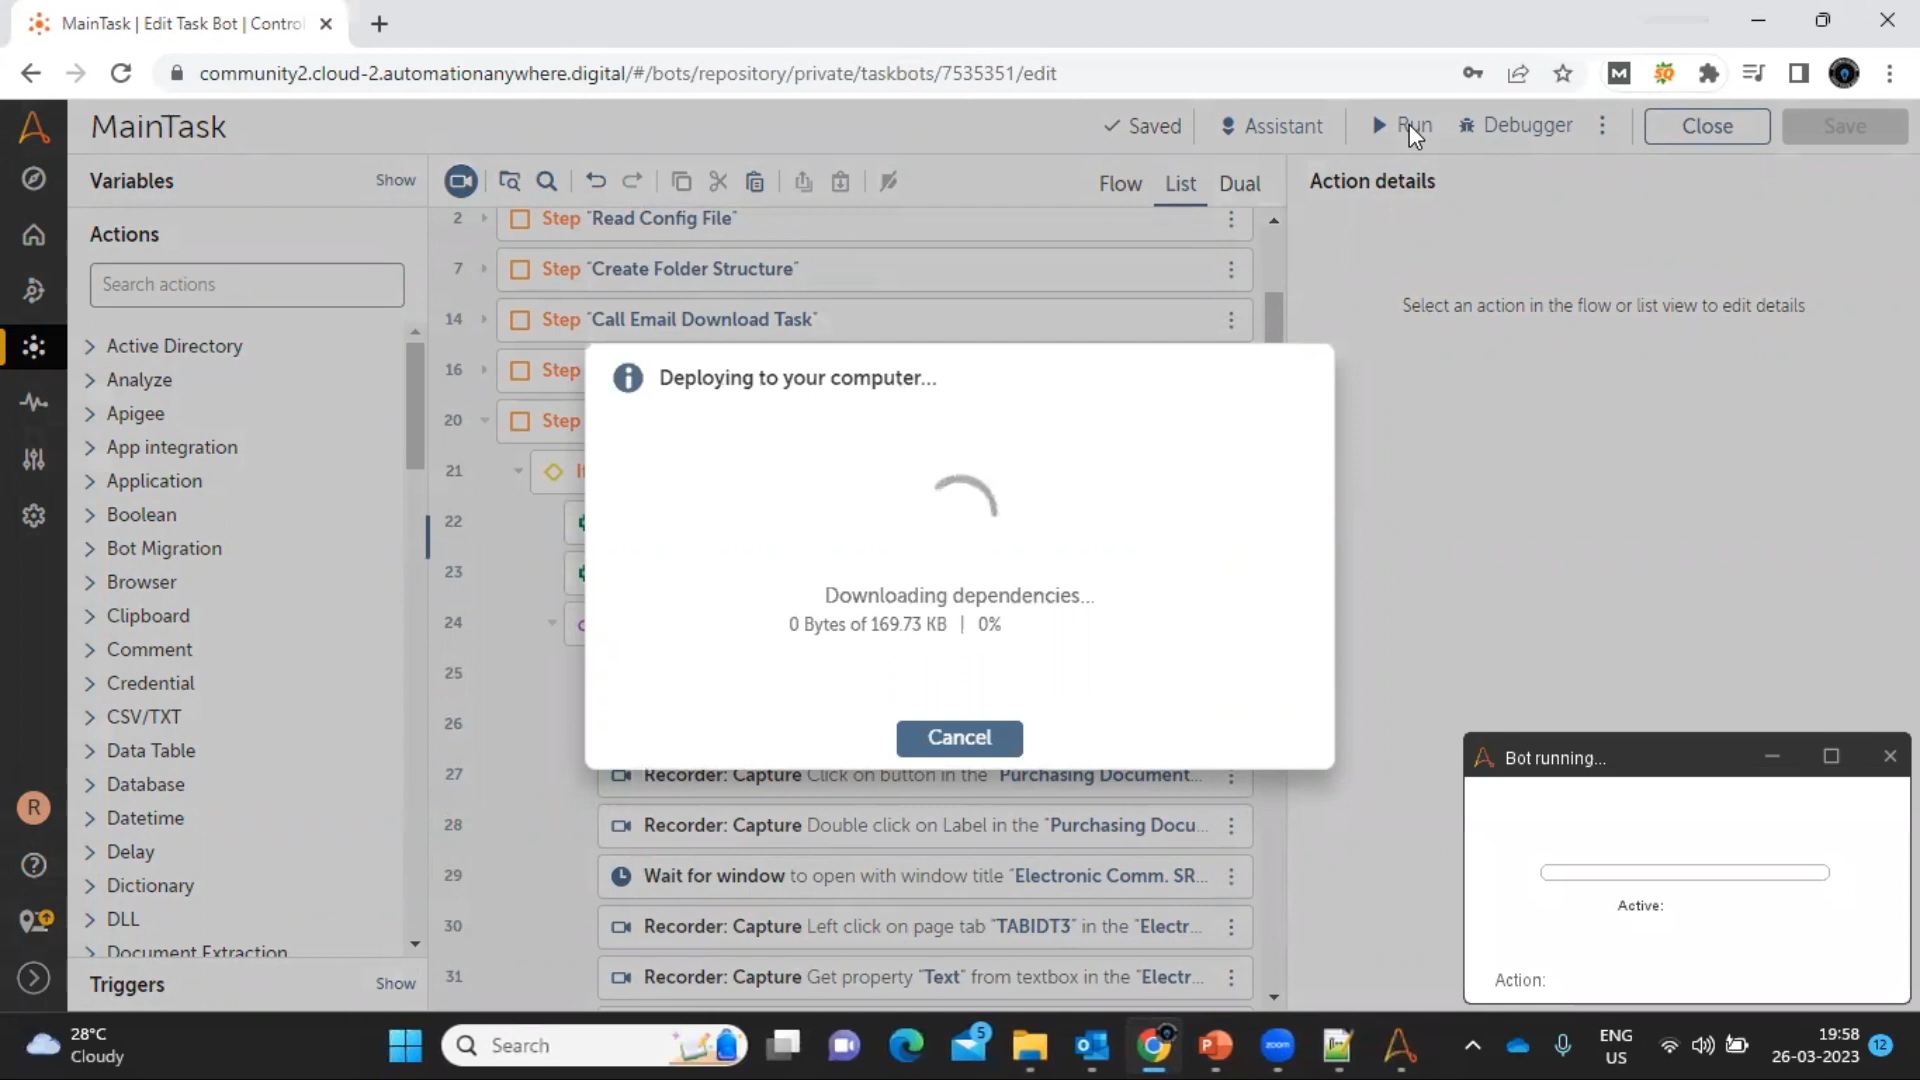 MainTask | Edit Task Bot | Control
community2.cloud-2.automationanywhere.digital/#/bots/repository/private/taskbots/7535351/edit
MainTask
Saved
Assistant
Run
Debugger
Close
Save
Variables
Show
Flow
List
Dual
Action details
Actions
Search actions
Select an action in the flow or list view to edit details
Active Directory
Analyze
Apigee
App integration
Application
Boolean
Bot Migration
Browser
Clipboard
Comment
Credential
CSV/TXT
Data Table
Database
Datetime
Delay
Dictionary
DLL
Document Extraction
Triggers
Show
2 Step "Read Config File"
7 Step "Create Folder Structure"
14 Step "Call Email Download Task"
16 Step
20 Step
21
22
23
24
25
26
27 Recorder: Capture Click on button in the "Purchasing Document...
28 Recorder: Capture Double click on Label in the "Purchasing Docu...
29 Wait for window to open with window title "Electronic Comm. SR...
30 Recorder: Capture Left click on page tab "TABIDT3" in the "Electr...
31 Recorder: Capture Get property "Text" from textbox in the "Electr...
Deploying to your computer...
Downloading dependencies...
0 Bytes of 169.73 KB | 0%
Cancel
Bot running...
Active:
Action:
R
28°C
Cloudy
Search
5
zoom
ENG
US
19:58
26-03-2023
12